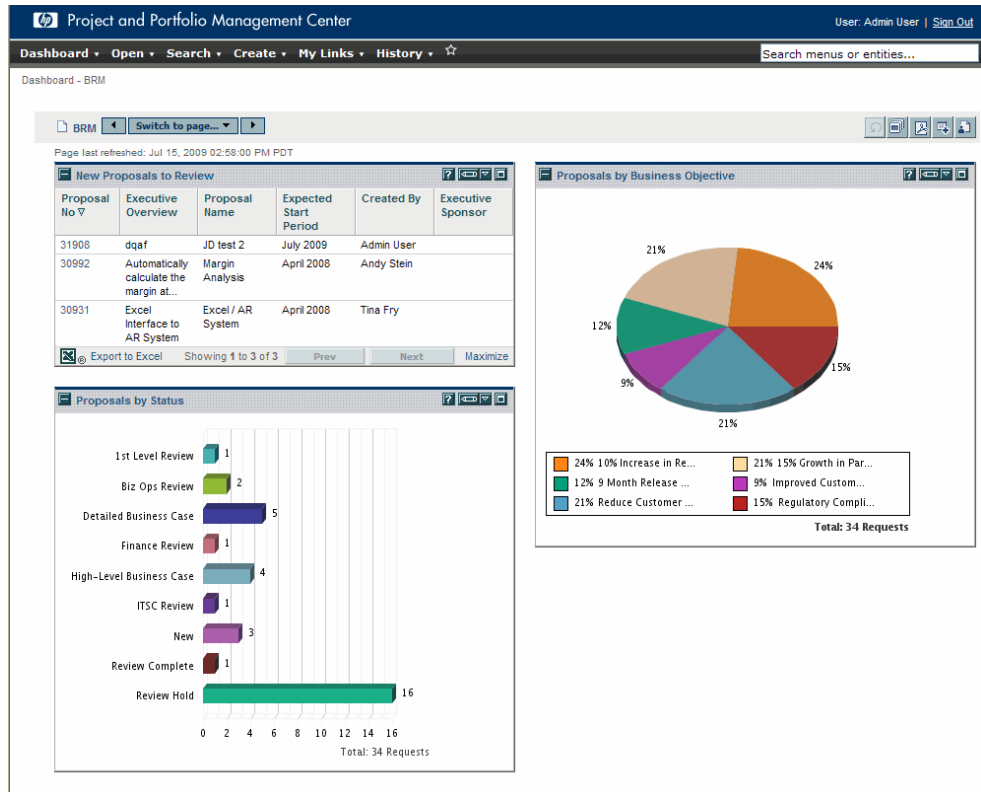 hp Project and Portfolio Management Center
User: Admin User | Sign Out
Dashboard Open Search Create My Links History
Search menus or entities...
Dashboard - BRM
BRM Switch to page...
Page last refreshed: Jul 15, 2009 02:58:00 PM PDT
New Proposals to Review
Proposal No Executive Overview Proposal Name Expected Start Period Created By Executive Sponsor
31908 dqaf JD test 2 July 2009 Admin User
30992 Automatically calculate the margin at... Margin Analysis April 2008 Andy Stein
30931 Excel Interface to AR System Excel / AR System April 2008 Tina Fry
® Export to Excel Showing 1 to 3 of 3 Prev Next Maximize
Proposals by Status
1st Level Review 1
Biz Ops Review 2
Detailed Business Case 5
Finance Review 1
High-Level Business Case 4
ITSC Review 1
New 3
Review Complete 1
Review Hold 16
0 2 4 6 8 10 12 14 16
Total: 34 Requests
Proposals by Business Objective
21%
24%
12%
15%
9%
21%
24% 10% Increase in Re...
21% 15% Growth in Par...
12% 9 Month Release ...
9% Improved Custom...
21% Reduce Customer ...
15% Regulatory Compli...
Total: 34 Requests